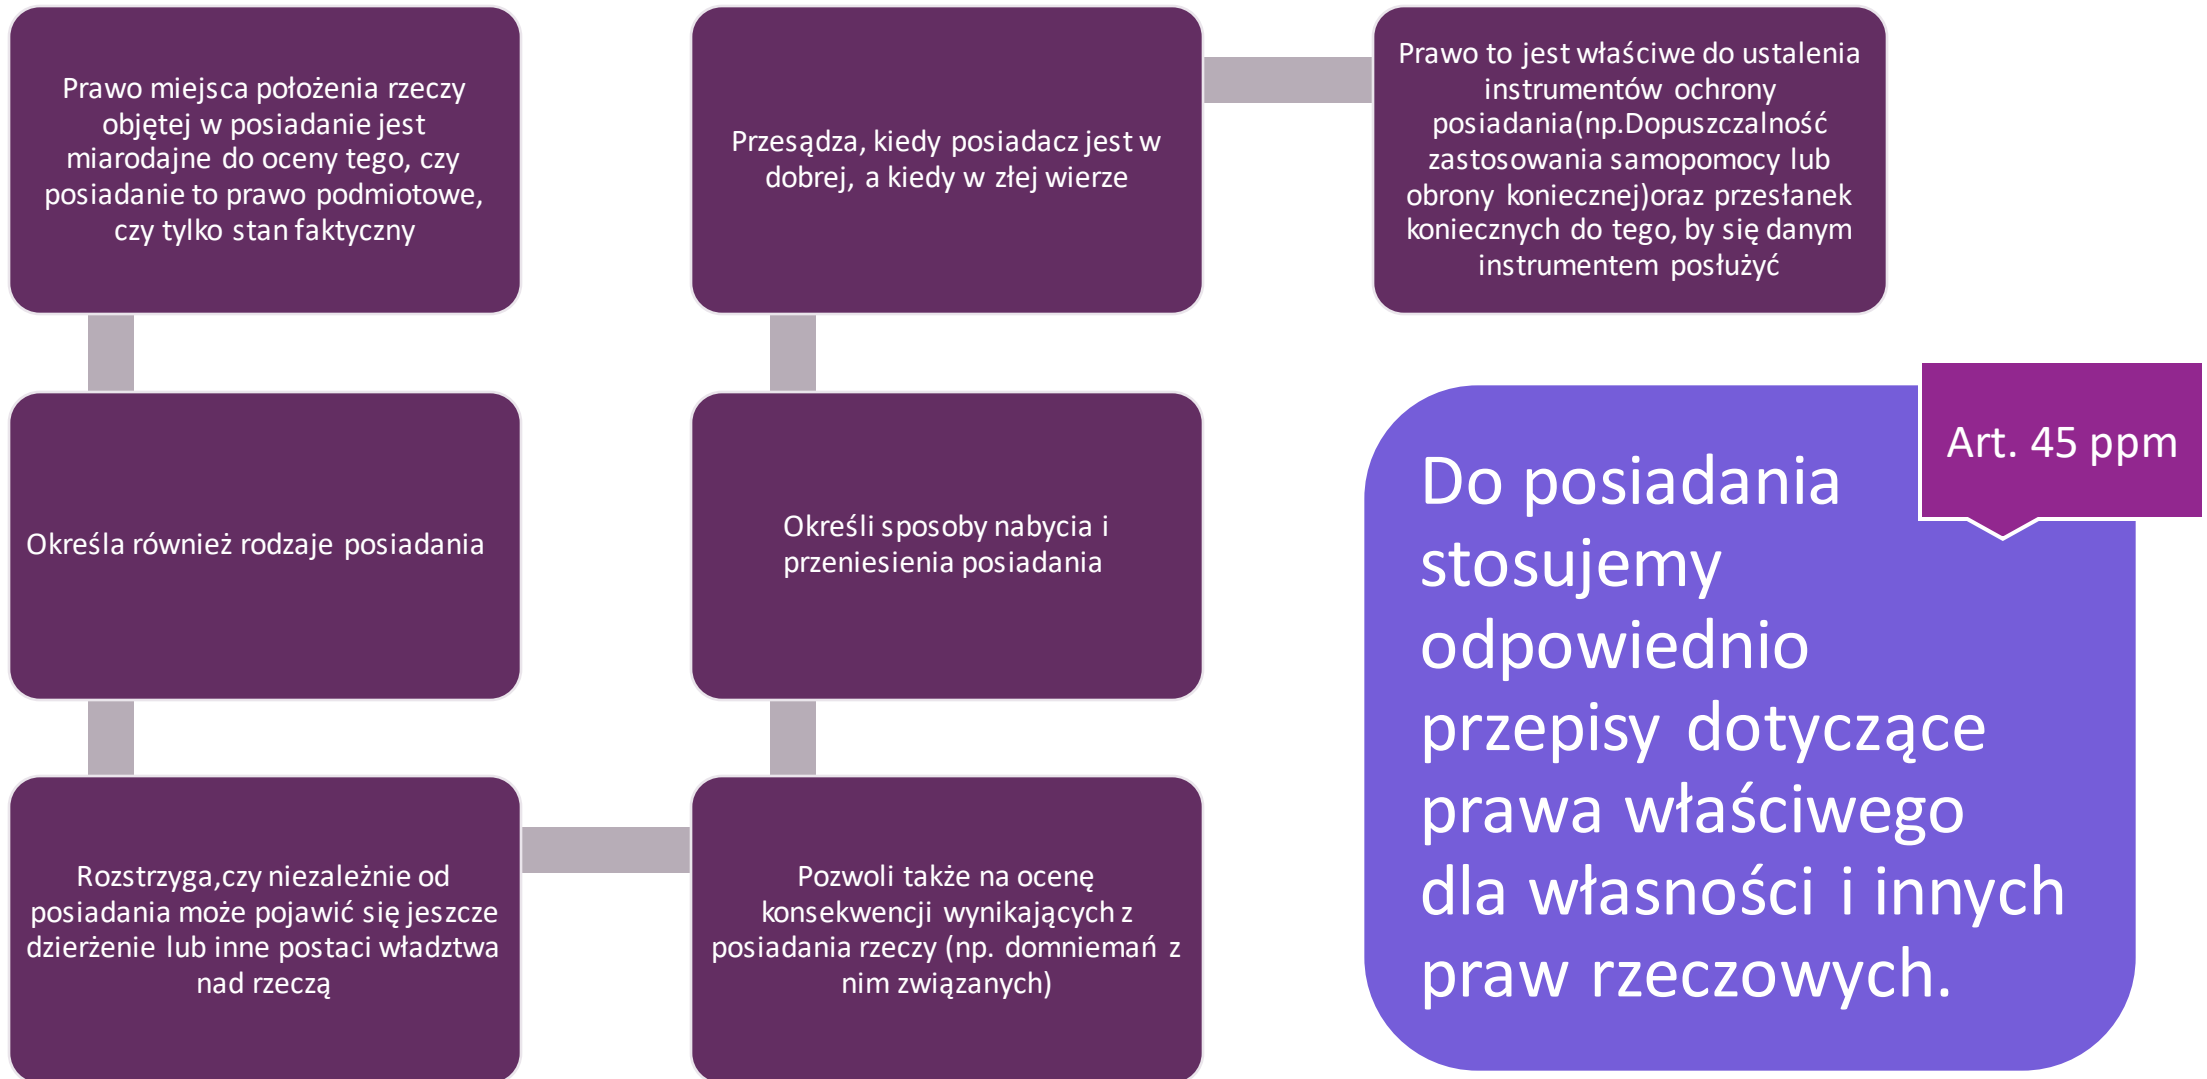 Prawo miejsca położenia rzeczy
objętej w posiadanie jest
miarodajne do oceny tego, czy
posiadanie to prawo podmiotowe,
czy tylko stan faktyczny
Określa również rodzaje posiadania
Rozstrzyga,czy niezależnie od
posiadania może pojawić się jeszcze
dzierżenie lub inne postaci władztwa
nad rzeczą
Pozwoli także na ocenę
konsekwencji wynikających z
posiadania rzeczy (np. domniemań z
nim związanych)
Określi sposoby nabycia i
przeniesienia posiadania
Przesądza, kiedy posiadacz jest w
dobrej, a kiedy w złej wierze
Prawo to jest właściwe do ustalenia
instrumentów ochrony
posiadania(np.Dopuszczalność
zastosowania samopomocy lub
obrony koniecznej)oraz przesłanek
koniecznych do tego, by się danym
instrumentem posłużyć
Art. 45 ppm
Do posiadania
stosujemy
odpowiednio
przepisy dotyczące
prawa właściwego
dla własności i innych
praw rzeczowych.